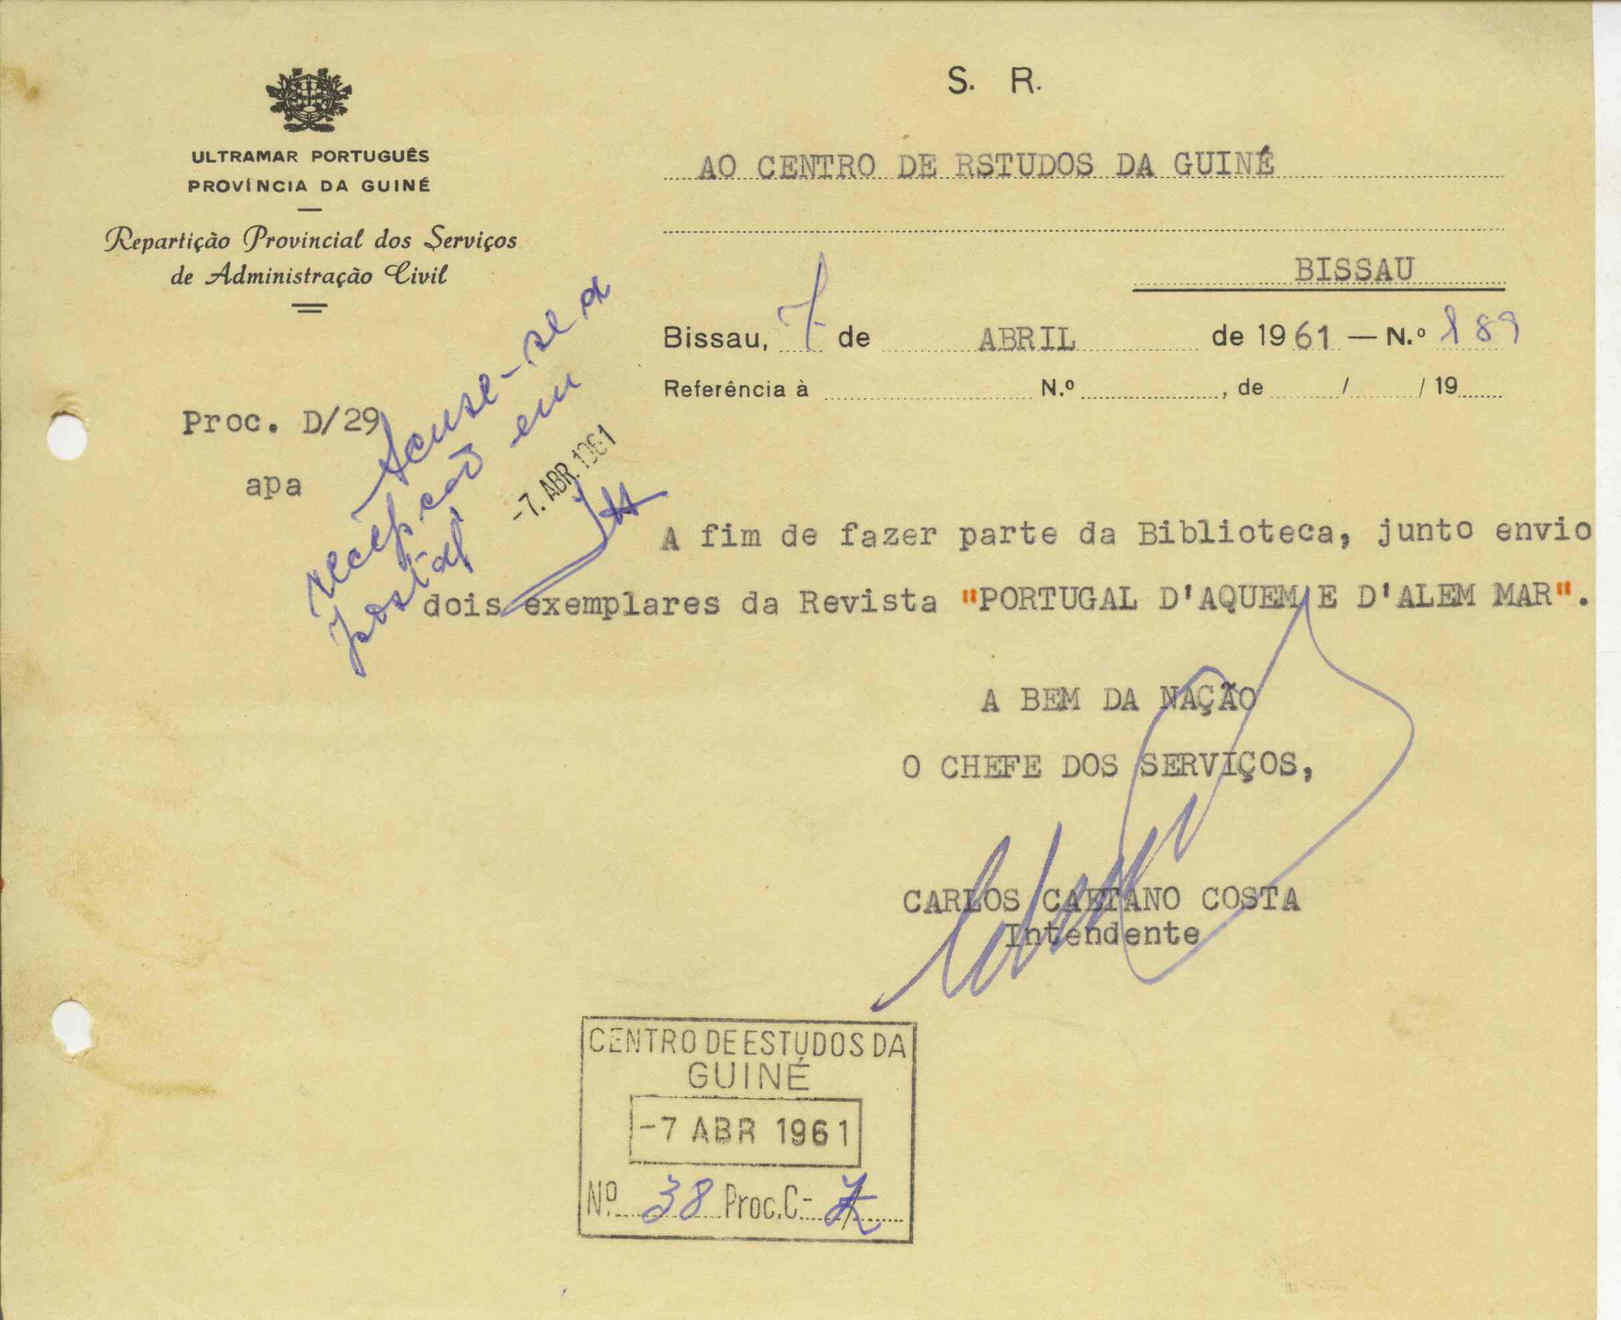 S. R.
ULTRAMAR PORTUGUÊS
PROVÍNCIA DA GUINÉ
Repartição Provincial dos Serviços
de Administração Civil
AO CENTRO DE RSTUDOS DA GUINÉ
BISSAU
Bissau, 7 de ABRIL de 1961 — N.º 189
Referência à N.º , de / / 19
Proc. D/29
apa
Acuse-se a
recepção em
postal
-7. ABR. 1961
A fim de fazer parte da Biblioteca, junto envio
dois exemplares da Revista "PORTUGAL D'AQUEM E D'ALEM MAR".
A BEM DA NAÇÃO
O CHEFE DOS SERVIÇOS,
CARLOS CAETANO COSTA
Intendente
CENTRO DE ESTUDOS DA
GUINÉ
-7 ABR 1961
Nº 38 Proc. C-